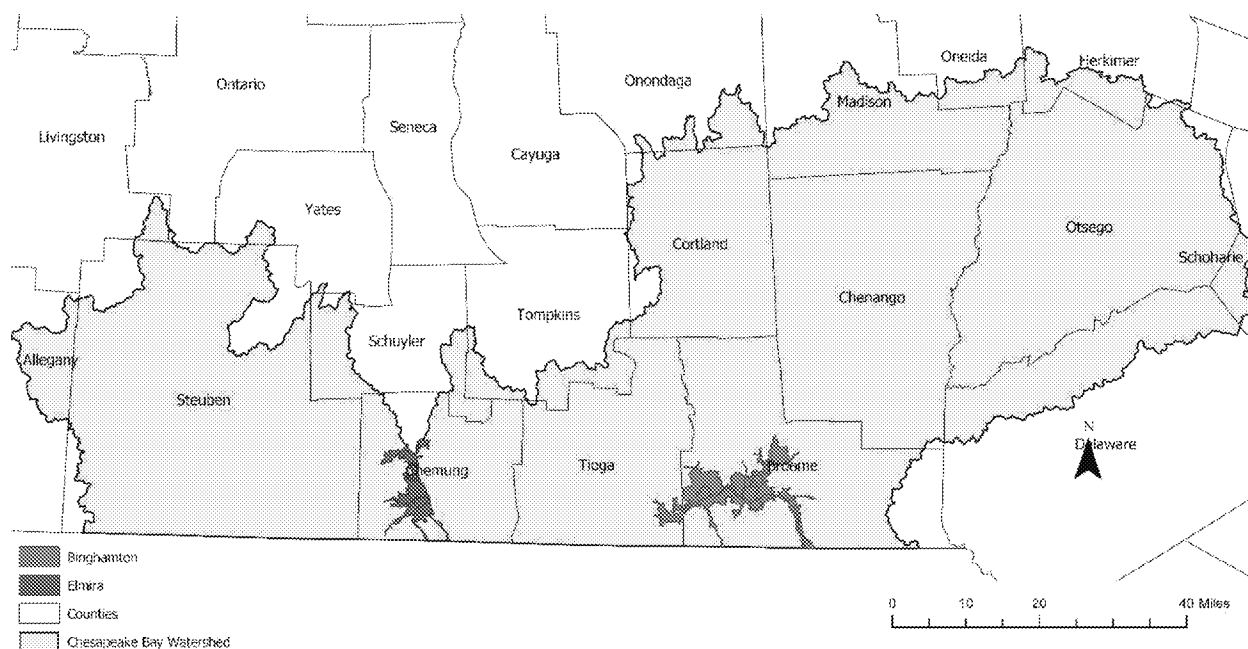 Oneida
Herkimer
Ontario
Onondaga
Madison
Livingston
Seneca
Cayuga
Yates
Otsego
Cortland
Schoharie
Chenango
Tompkins
Schuyler
Allegany
Steuben
N
Delaware
Chemung
Tioga
Broome
Binghamton
Elmira
Counties
Chesapeake Bay Watershed
0 10 20 40 Miles